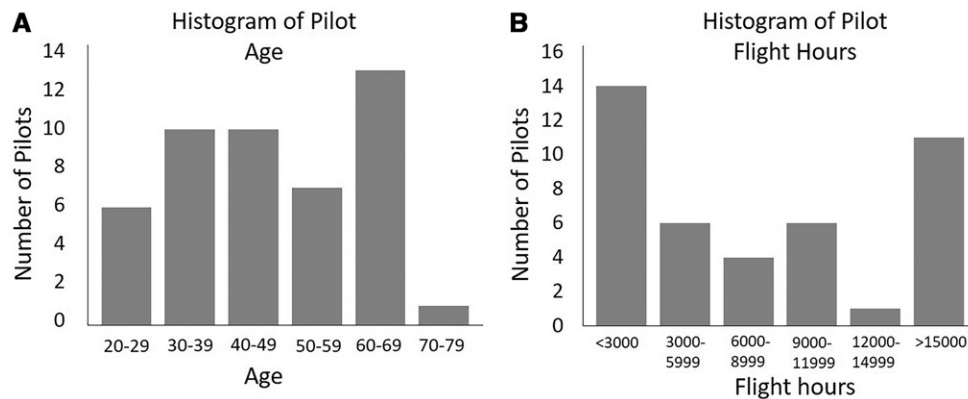 A
Histogram of Pilot
Age
Number of Pilots
14
12
10
8
6
4
2
0
20-29 30-39 40-49 50-59 60-69 70-79
Age
B
Histogram of Pilot
Flight Hours
Number of Pilots
16
14
12
10
8
6
4
2
0
<3000 3000- 6000- 9000- 12000- >15000
5999 8999 11999 14999
Flight hours